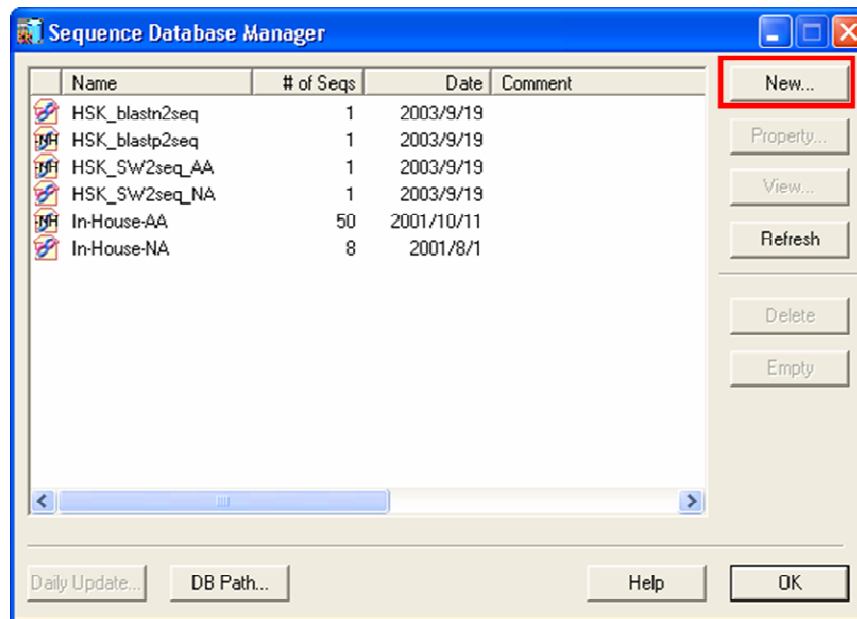 Sequence Database Manager
Name # of Seqs Date Comment
HSK_blastn2seq 1 2003/9/19
HSK_blastp2seq 1 2003/9/19
HSK_SW2seq_AA 1 2003/9/19
HSK_SW2seq_NA 1 2003/9/19
In-House-AA 50 2001/10/11
In-House-NA 8 2001/8/1
New...
Property...
View...
Refresh
Delete
Empty
Daily Update... DB Path... Help OK